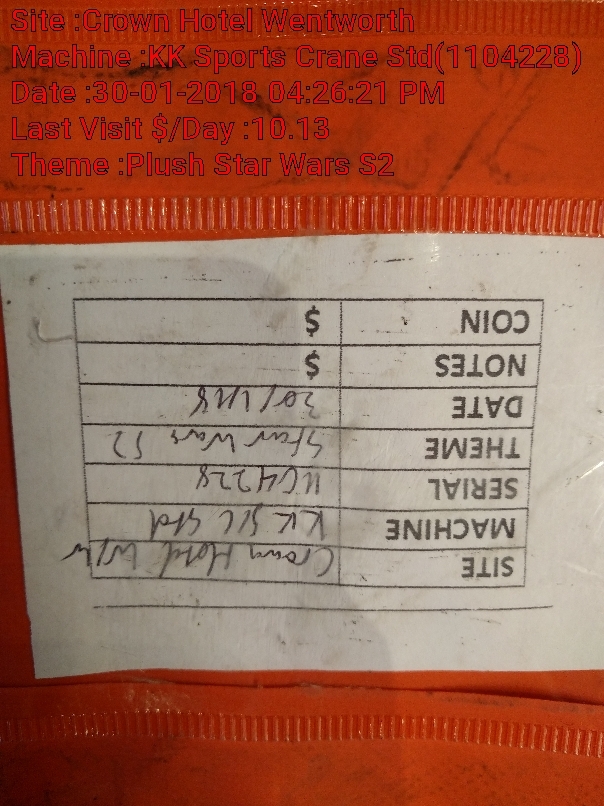 Site :Crown Hotel Wentworth
Machine :KK Sports Crane Std(1104228)
Date :30-01-2018 04:26:21 PM
Last Visit $/Day :10.13
Theme :Plush Star Wars S2
SITE Crown Hotel
MACHINE KK S/C Std
SERIAL 1104228
THEME Star Wars S2
DATE 30/1/18
NOTES $
COIN $